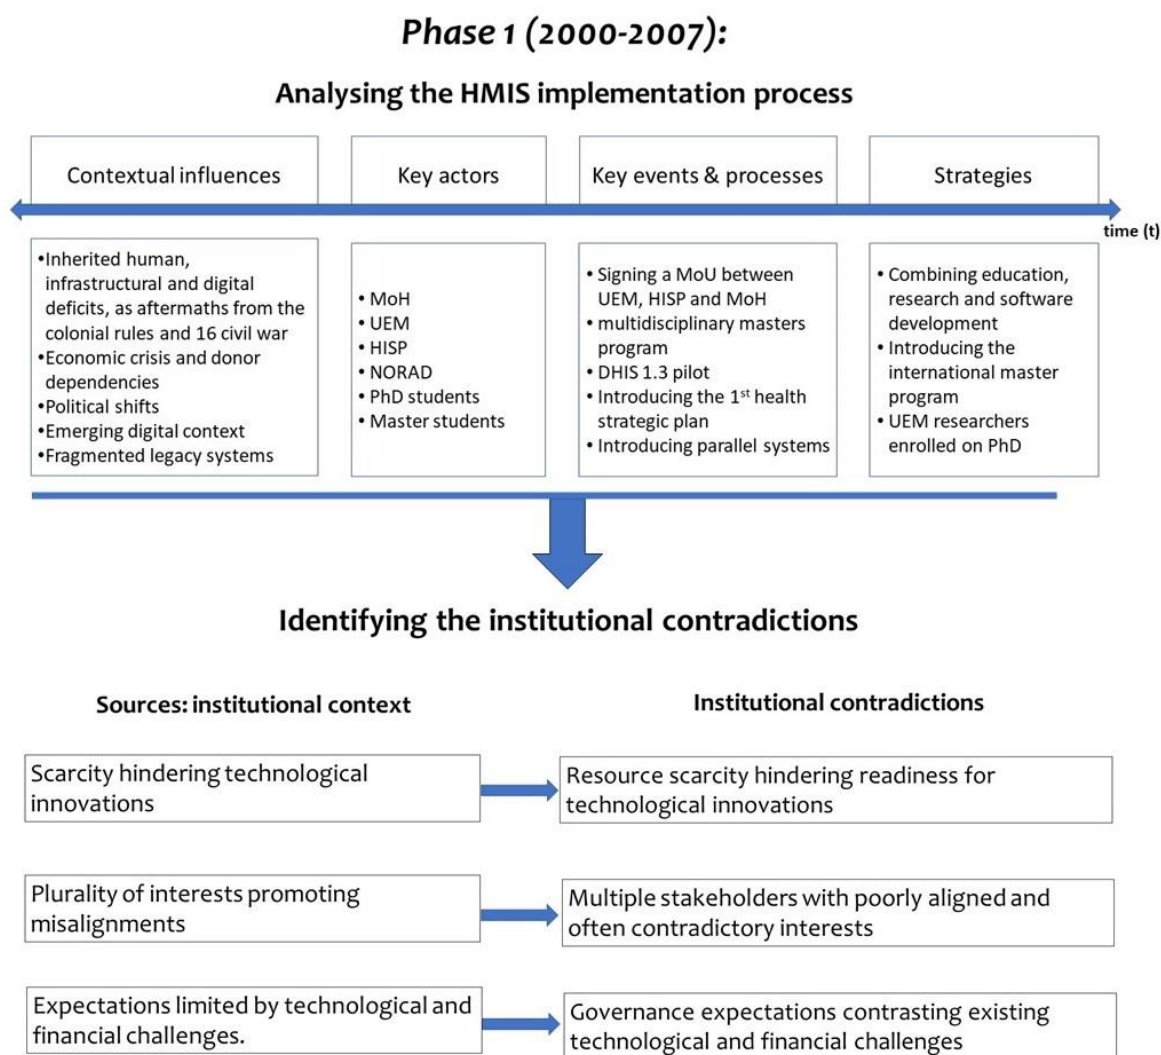 Phase 1 (2000-2007):
Analysing the HMIS implementation process
Contextual influences
Key actors
Key events & processes
Strategies
time (t)
•Inherited human,
infrastructural and digital
deficits, as aftermaths from the
colonial rules and 16 civil war
•Economic crisis and donor
dependencies
•Political shifts
•Emerging digital context
•Fragmented legacy systems
• MoH
• UEM
• HISP
• NORAD
• PhD students
• Master students
• Signing a MoU between
UEM, HISP and MoH
• multidisciplinary masters
program
• DHIS 1.3 pilot
• Introducing the 1st health
strategic plan
• Introducing parallel systems
• Combining education,
research and software
development
• Introducing the
international master
program
• UEM researchers
enrolled on PhD
Identifying the institutional contradictions
Sources: institutional context
Institutional contradictions
Scarcity hindering technological
innovations
Resource scarcity hindering readiness for
technological innovations
Plurality of interests promoting
misalignments
Multiple stakeholders with poorly aligned and
often contradictory interests
Expectations limited by technological and
financial challenges.
Governance expectations contrasting existing
technological and financial challenges